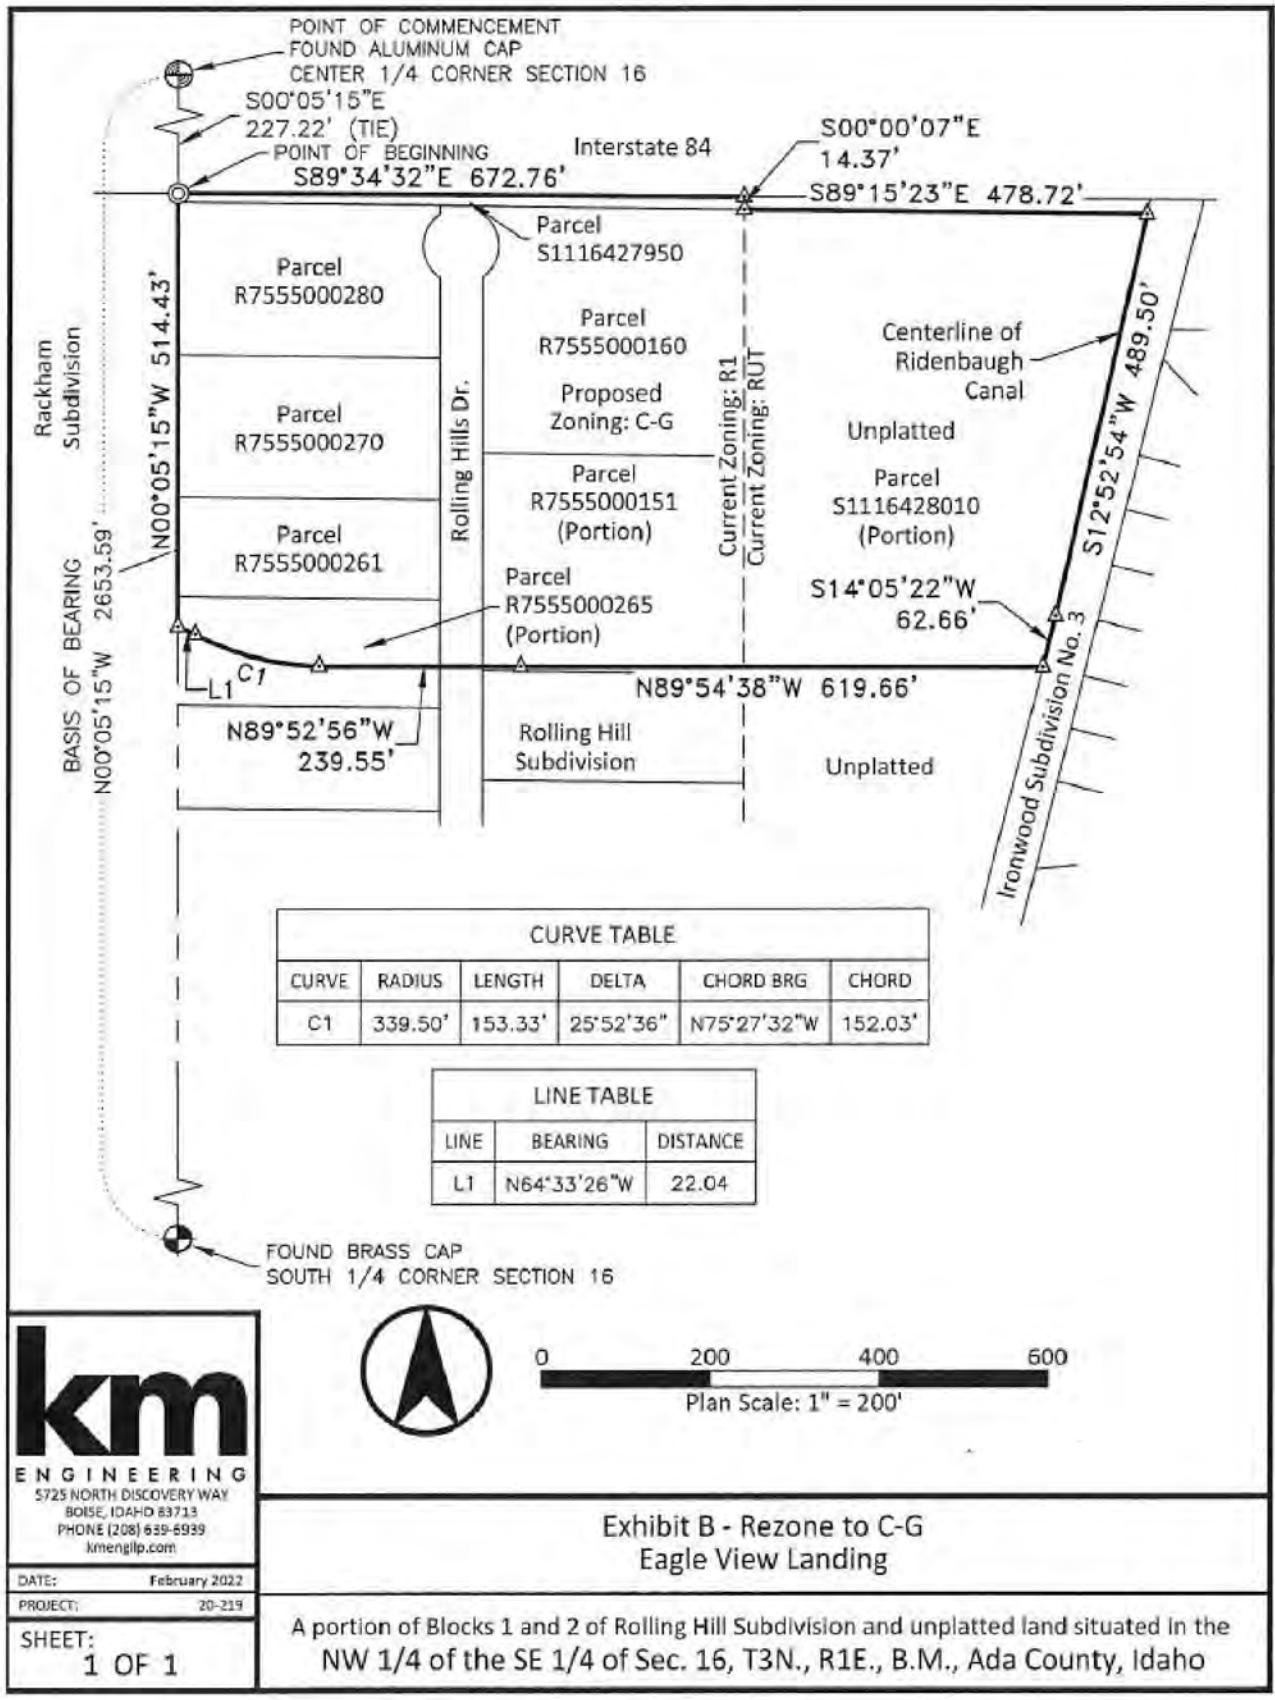 POINT OF COMMENCEMENT
FOUND ALUMINUM CAP
CENTER 1/4 CORNER SECTION 16
S00°05'15"E
227.22' (TIE)
POINT OF BEGINNING
Interstate 84
S00°00'07"E
14.37'
S89°34'32"E 672.76'
S89°15'23"E 478.72'
Parcel
S1116427950
Parcel
R7555000280
Parcel
R7555000160
Proposed
Zoning: C-G
Centerline of
Ridenbaugh
Canal
Rackham
Subdivision
N00°05'15"W 514.43'
Rolling Hills Dr.
Current Zoning: R1
Current Zoning: RUT
S12°52'54"W 489.50'
Parcel
R7555000270
Unplatted
Parcel
R7555000151
(Portion)
Parcel
S1116428010
(Portion)
Parcel
R7555000261
Parcel
R7555000265
(Portion)
S14°05'22"W
62.66'
BASIS OF BEARING
N00°05'15"W 2653.59'
L1
C1
N89°54'38"W 619.66'
N89°52'56"W
239.55'
Rolling Hill
Subdivision
Unplatted
Ironwood Subdivision No. 3
CURVE TABLE
CURVE RADIUS LENGTH DELTA CHORD BRG CHORD
C1 339.50' 153.33' 25°52'36" N75°27'32"W 152.03'
LINE TABLE
LINE BEARING DISTANCE
L1 N64°33'26"W 22.04
FOUND BRASS CAP
SOUTH 1/4 CORNER SECTION 16
0 200 400 600
Plan Scale: 1" = 200'
km
ENGINEERING
5725 NORTH DISCOVERY WAY
BOISE, IDAHO 83713
PHONE (208) 639-6939
kmengllp.com
DATE: February 2022
PROJECT: 20-219
SHEET:
1 OF 1
Exhibit B - Rezone to C-G
Eagle View Landing
A portion of Blocks 1 and 2 of Rolling Hill Subdivision and unplatted land situated in the
NW 1/4 of the SE 1/4 of Sec. 16, T3N., R1E., B.M., Ada County, Idaho